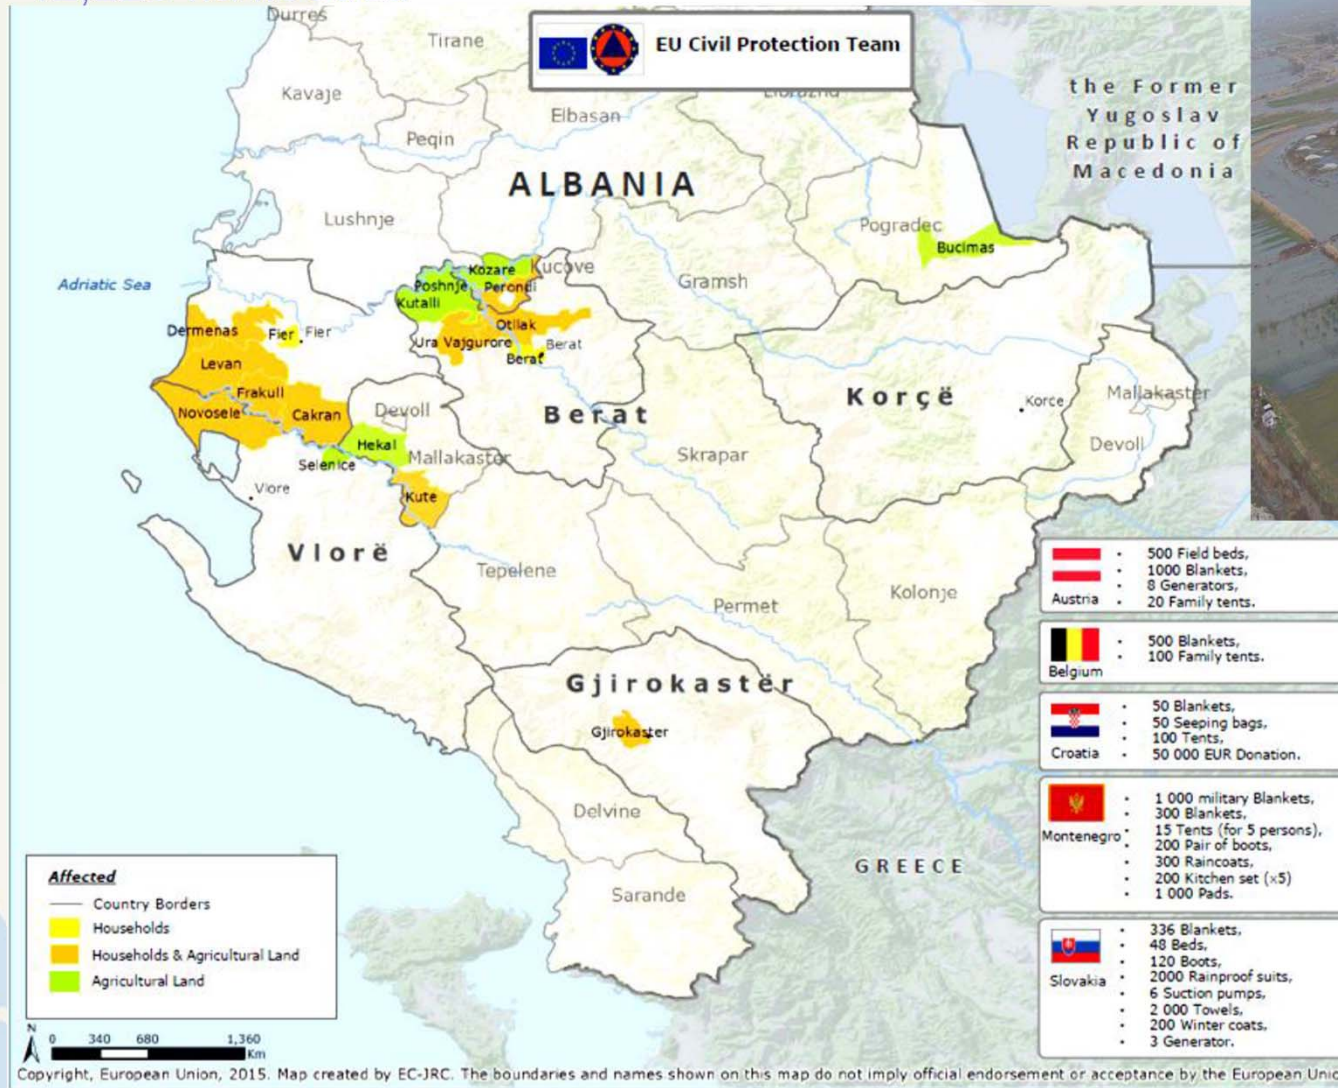 Durres
Tirane
EU Civil Protection Team
Kavaje
Peqin
Elbasan
the Former
Yugoslav
Republic of
Macedonia
ALBANIA
Lushnje
Pogradec
Bucimas
Adriatic Sea
Kozare
Kucove
Gramsh
Poshnje
Perondi
Kutalli
Dermenas
Fier
Fier
Otllak
Ura Vajgurore
Berat
Berat
Levan
Frakull
Novosele
Cakran
Devoll
Berat
Korçë
Korce
Mallakaster
Devoll
Hekal
Selenice
Mallakaster
Skrapar
Vlore
Kute
Vlorë
Tepelene
Permet
Kolonje
Gjirokastër
Gjirokaster
Delvine
GREECE
Sarande
500 Field beds,
1000 Blankets,
8 Generators,
Austria
20 Family tents.
500 Blankets,
100 Family tents.
Belgium
50 Blankets,
50 Seeping bags,
100 Tents,
Croatia
50 000 EUR Donation.
1 000 military Blankets,
300 Blankets,
Montenegro
15 Tents (for 5 persons),
200 Pair of boots,
300 Raincoats,
200 Kitchen set (x5)
1 000 Pads.
336 Blankets,
48 Beds,
120 Boots,
Slovakia
2000 Rainproof suits,
6 Suction pumps,
2 000 Towels,
200 Winter coats,
3 Generator.
Affected
Country Borders
Households
Households & Agricultural Land
Agricultural Land
N
0 340 680 1,360
Km
Copyright, European Union, 2015. Map created by EC-JRC. The boundaries and names shown on this map do not imply official endorsement or acceptance by the European